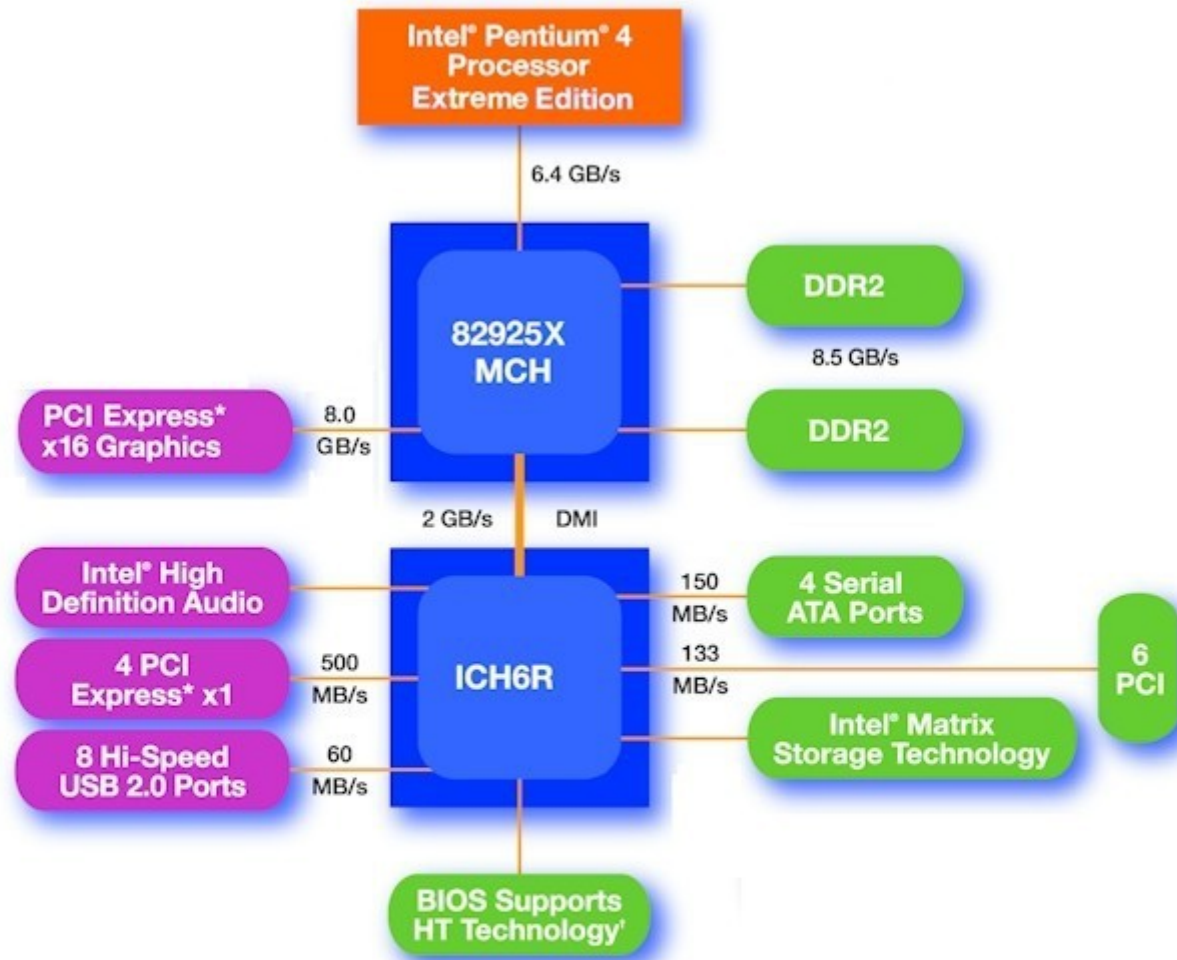 Intel® Pentium® 4
Processor
Extreme Edition
6.4 GB/s
82925X
MCH
DDR2
8.5 GB/s
DDR2
PCI Express*
x16 Graphics
8.0
GB/s
2 GB/s
DMI
Intel® High
Definition Audio
4 PCI
Express* x1
500
MB/s
8 Hi-Speed
USB 2.0 Ports
60
MB/s
ICH6R
150
MB/s
4 Serial
ATA Ports
133
MB/s
6
PCI
Intel® Matrix
Storage Technology
BIOS Supports
HT Technology†